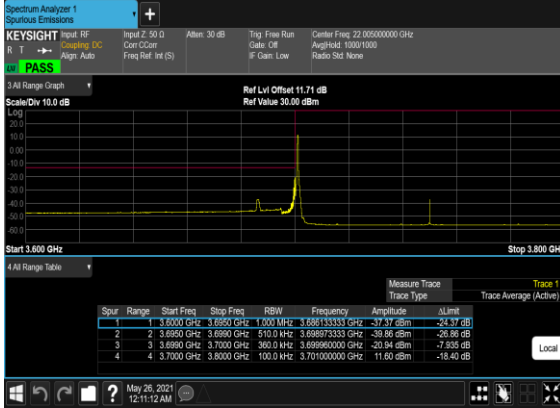 Spectrum Analyzer 1
Spurious Emissions
+
KEYSIGHT Input: RF Input Z: 50 Ω Atten: 30 dB Trig: Free Run Center Freq: 22.005000000 GHz
R T Coupling: DC Corr CCorr Gate: Off Avg|Hold: 1000/1000
Align: Auto Freq Ref: Int (S) IF Gain: Low Radio Std: None
PASS
3 All Range Graph
Ref Lvl Offset 11.71 dB
Scale/Div 10.0 dB Ref Value 30.00 dBm
Log
20.0
10.0
0.00
-10.0
-20.0
-30.0
-40.0
-50.0
-60.0
Start 3.600 GHz Stop 3.800 GH
4 All Range Table
Measure Trace Trace 1
Trace Type Trace Average (Active)
Spur Range Start Freq Stop Freq RBW Frequency Amplitude ΔLimit
1 1 3.6000 GHz 3.6950 GHz 1.000 MHz 3.686133333 GHz -37.37 dBm -24.37 dB
2 2 3.6950 GHz 3.6990 GHz 510.0 kHz 3.698973333 GHz -39.86 dBm -26.86 dB
3 3 3.6990 GHz 3.7000 GHz 360.0 kHz 3.699960000 GHz -20.94 dBm -7.935 dB
4 4 3.7000 GHz 3.8000 GHz 100.0 kHz 3.701000000 GHz 11.60 dBm -18.40 dB
Local
?
May 26, 2021
12:11:12 AM